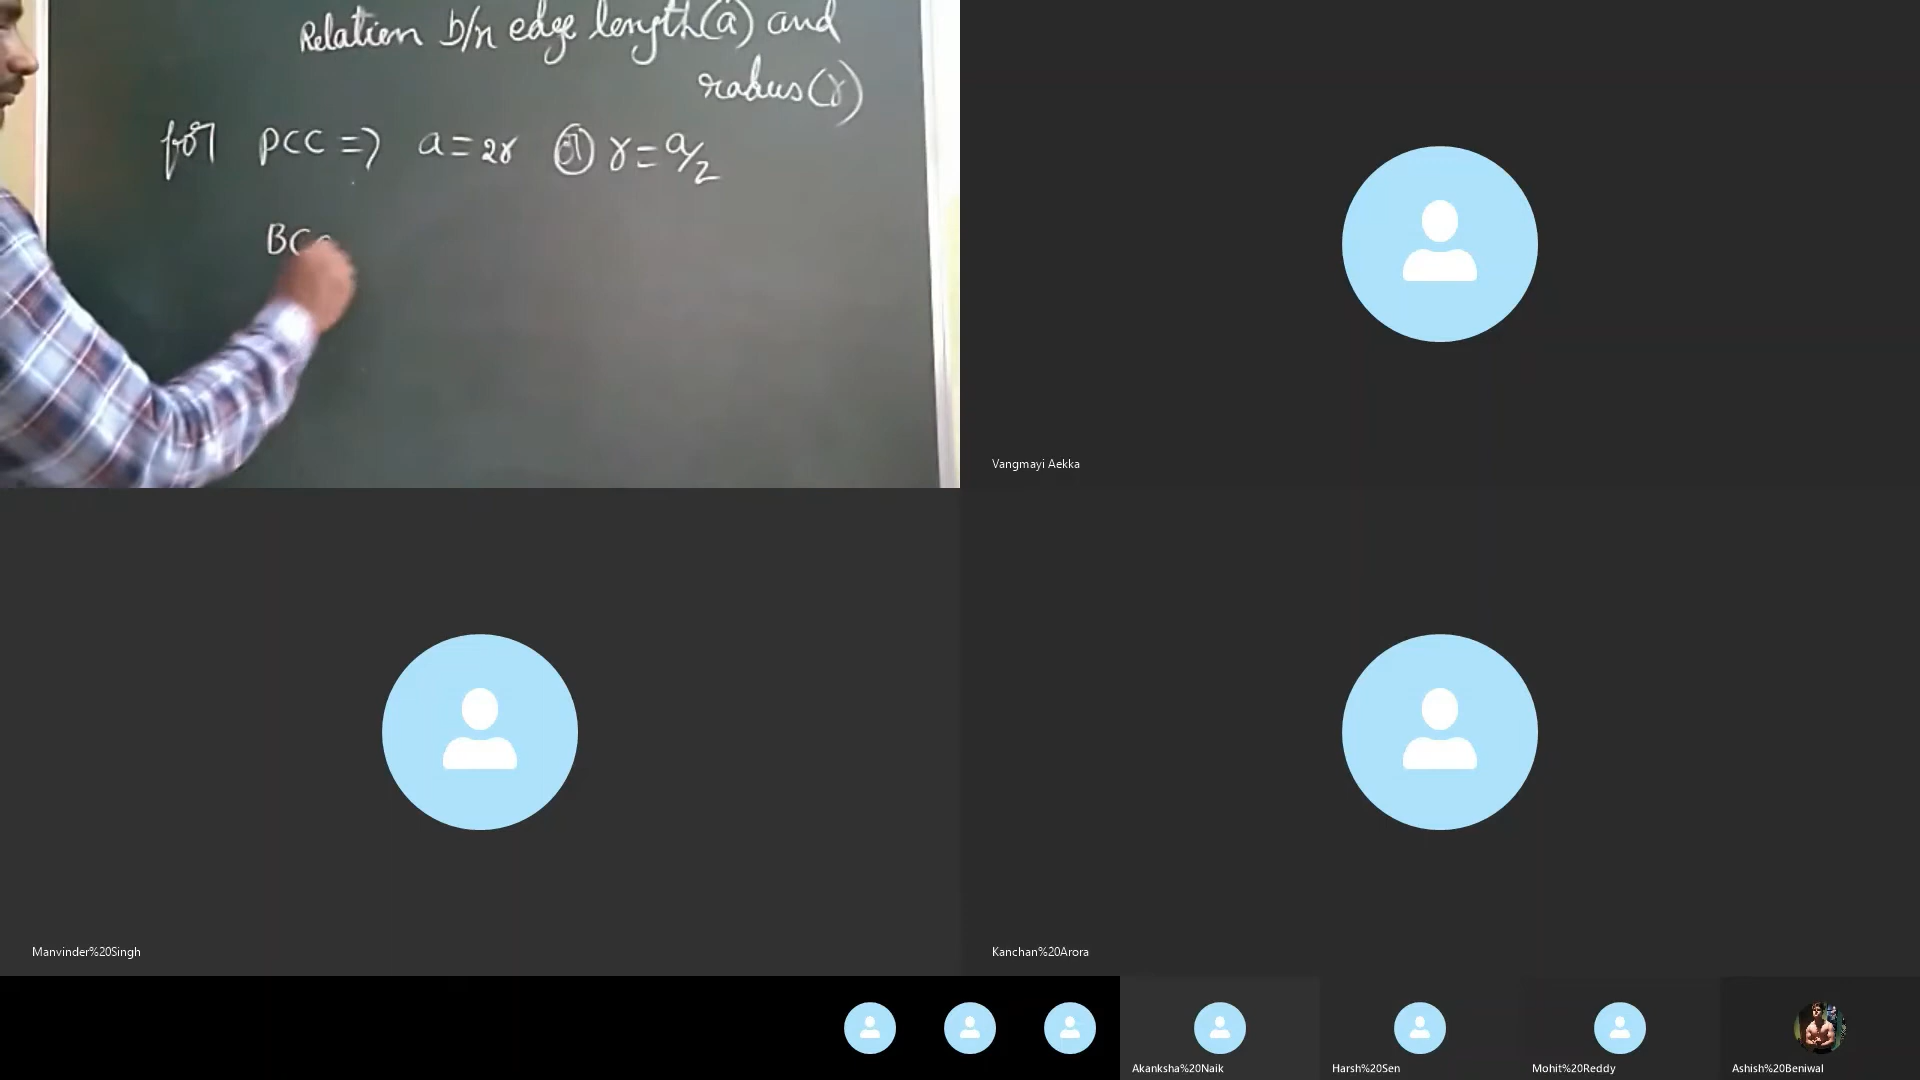 Relation b/n edge length(a) and
radius(r)
for PCC => a=2r or r=a/2
BCC
Vangmayi Aekka
Manvinder%20Singh
Kanchan%20Arora
Akanksha%20Naik
Harsh%20Sen
Mohit%20Reddy
Ashish%20Beniwal